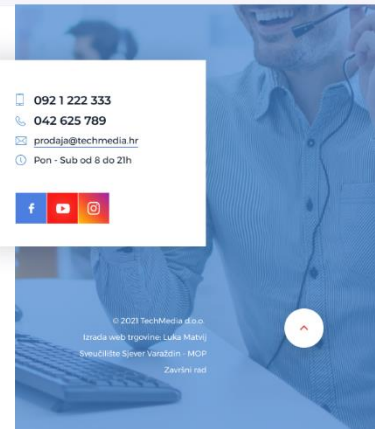 092 1 222 333
042 625 789
prodaja@techmedia.hr
Pon - Sub od 8 do 21h
© 2021 TechMedia d.o.o.
Izrada web trgovine: Luka Matvij
Sveučilište Sjever Varaždin - MOP
Završni rad